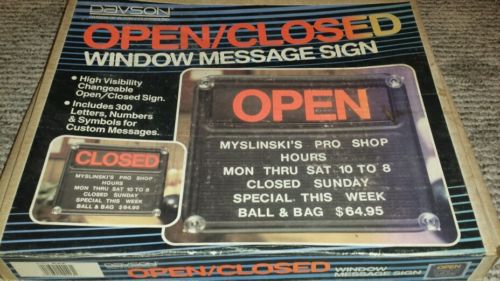 DAVSON
OPEN/CLOSED
WINDOW MESSAGE SIGN
• High Visibility
Changeable
Open/Closed Sign.
• Includes 300
Letters, Numbers
& Symbols for
Custom Messages.
OPEN
MYSLINSKI'S PRO SHOP
HOURS
MON THRU SAT 10 TO 8
CLOSED SUNDAY
SPECIAL THIS WEEK
BALL & BAG $64.95
CLOSED
MYSLINSKI'S PRO SHOP
HOURS
MON THRU SAT 10 TO 8
CLOSED SUNDAY
SPECIAL THIS WEEK
BALL & BAG $64.95
DAVSON
OPEN/CLOSED
WINDOW
MESSAGE SIGN
OPEN